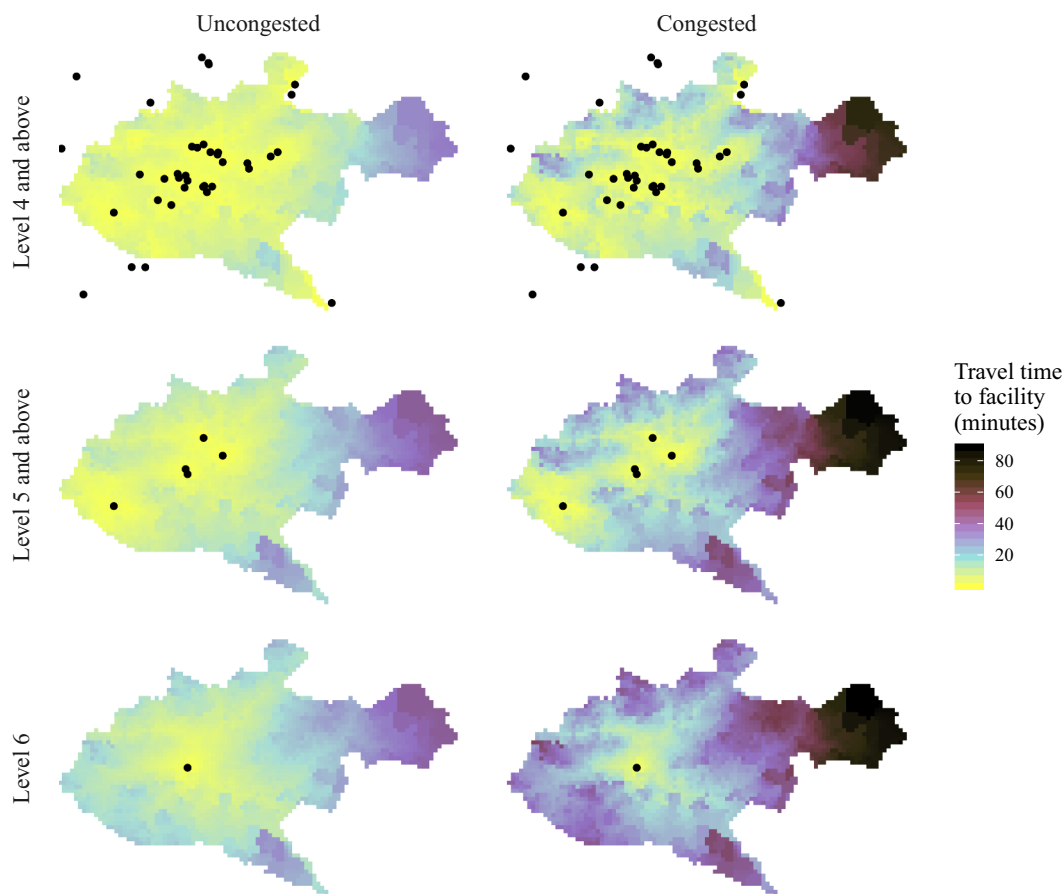 Uncongested
Congested
Level 4 and above
Level 5 and above
Level 6
Travel time
to facility
(minutes)
80
60
40
20